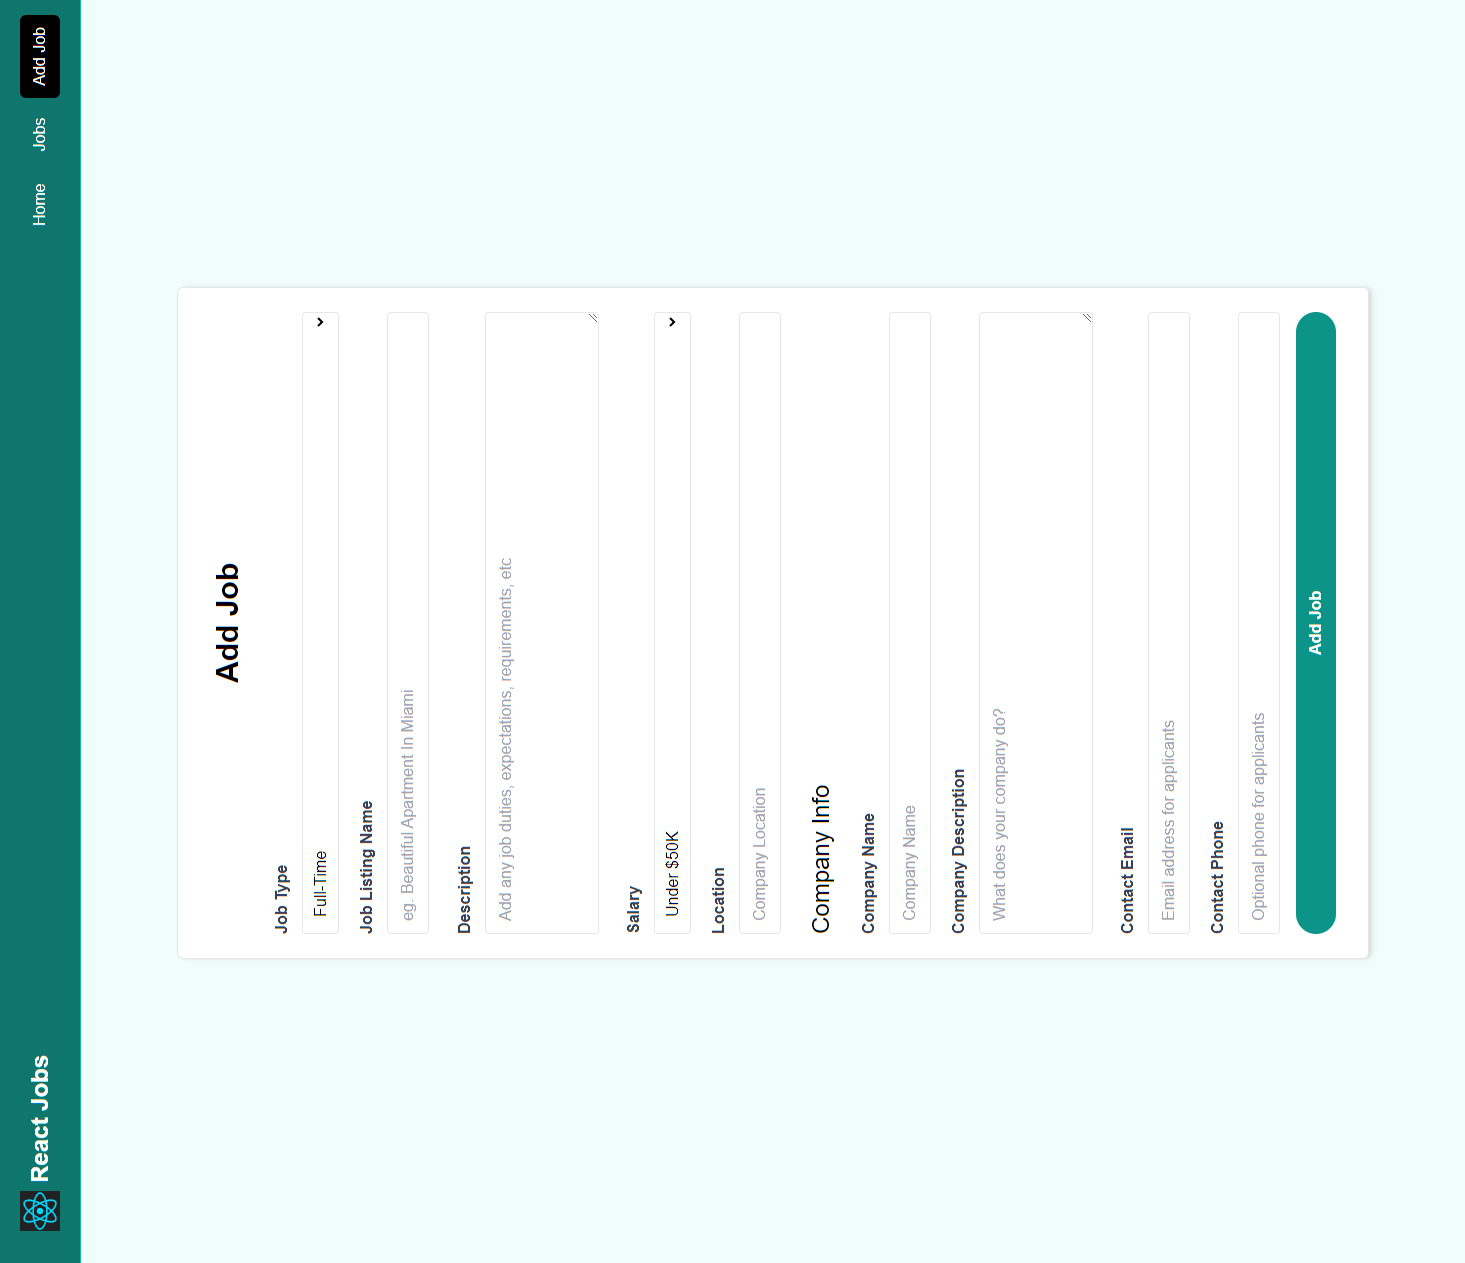 React Jobs
Home
Jobs
Add Job
Add Job
Job Type
Full-Time
Job Listing Name
eg. Beautiful Apartment In Miami
Description
Add any job duties, expectations, requirements, etc
Salary
Under $50K
Location
Company Location
Company Info
Company Name
Company Name
Company Description
What does your company do?
Contact Email
Email address for applicants
Contact Phone
Optional phone for applicants
Add Job